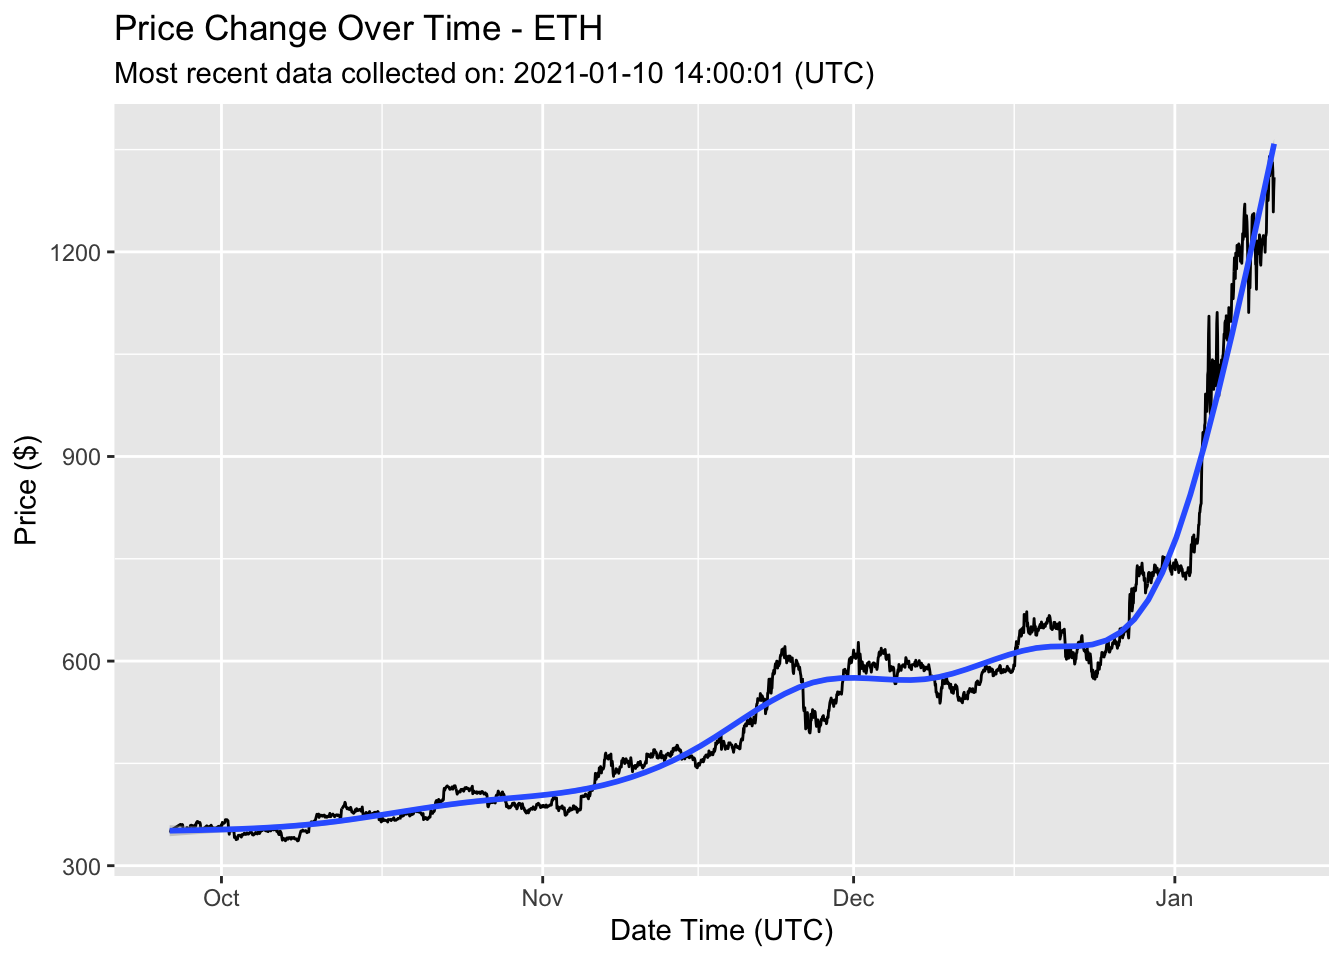 Price Change Over Time - ETH
Most recent data collected on: 2021-01-10 14:00:01 (UTC)
Price ($)
1200
900
600
300
Oct Nov Dec Jan
Date Time (UTC)